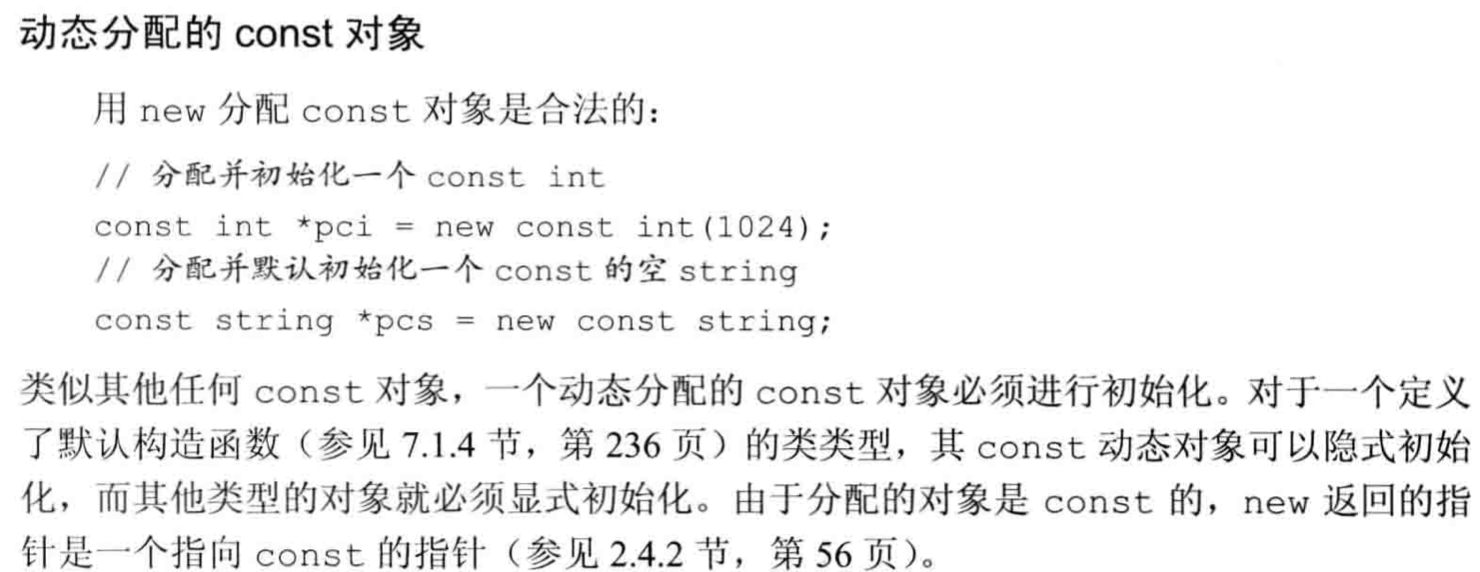 动态分配的 const 对象
用 new 分配 const 对象是合法的：
// 分配并初始化一个 const int
const int *pci = new const int(1024);
// 分配并默认初始化一个 const 的空 string
const string *pcs = new const string;
类似其他任何 const 对象，一个动态分配的 const 对象必须进行初始化。对于一个定义
了默认构造函数（参见 7.1.4 节，第 236 页）的类类型，其 const 动态对象可以隐式初始
化，而其他类型的对象就必须显式初始化。由于分配的对象是 const 的，new 返回的指
针是一个指向 const 的指针（参见 2.4.2 节，第 56 页）。